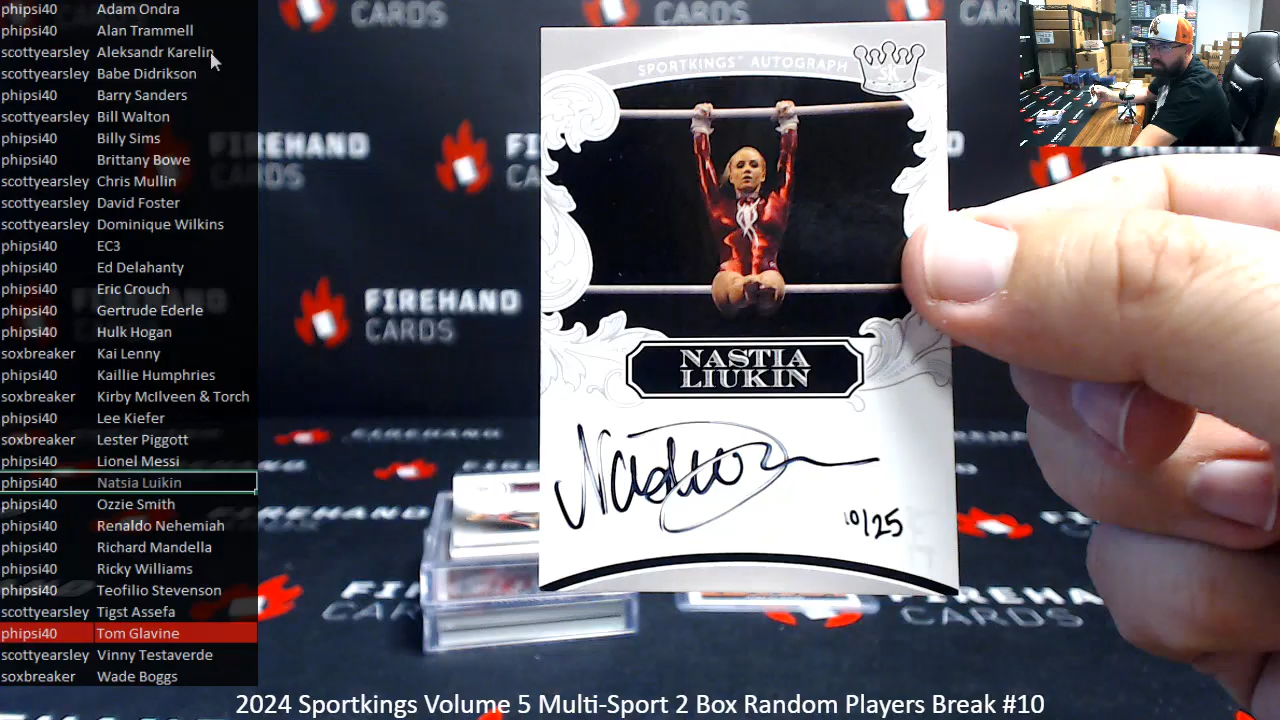 phipsi40 Adam Ondra
phipsi40 Alan Trammell
scottyearsley Aleksandr Karelin
scottyearsley Babe Didrikson
phipsi40 Barry Sanders
scottyearsley Bill Walton
phipsi40 Billy Sims
phipsi40 Brittany Bowe
scottyearsley Chris Mullin
scottyearsley David Foster
scottyearsley Dominique Wilkins
phipsi40 EC3
phipsi40 Ed Delahanty
phipsi40 Eric Crouch
phipsi40 Gertrude Ederle
phipsi40 Hulk Hogan
soxbreaker Kai Lenny
phipsi40 Kaillie Humphries
soxbreaker Kirby McIlveen & Torch
phipsi40 Lee Kiefer
soxbreaker Lester Piggott
phipsi40 Lionel Messi
phipsi40 Natsia Luikin
phipsi40 Ozzie Smith
phipsi40 Renaldo Nehemiah
phipsi40 Richard Mandella
phipsi40 Ricky Williams
phipsi40 Teofilio Stevenson
scottyearsley Tigst Assefa
phipsi40 Tom Glavine
scottyearsley Vinny Testaverde
soxbreaker Wade Boggs
CARDS
FIREHAND
CARDS
FIREHAND
CARDS
SPORTKINGS™ AUTOGRAPH
SK
NASTIA
LIUKIN
10/25
FIREHAND
CARDS
2024 Sportkings Volume 5 Multi-Sport 2 Box Random Players Break #10